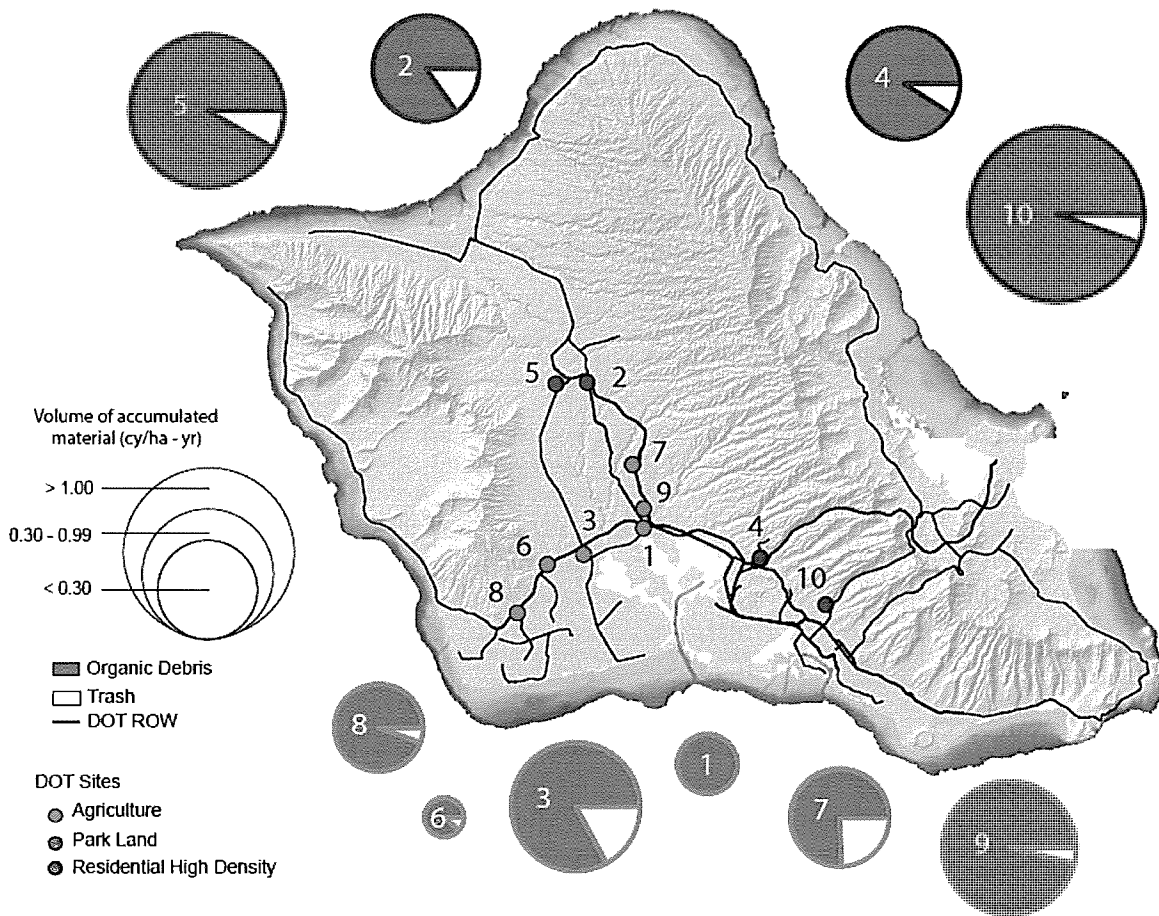 5
2
4
10
5
2
7
9
3
4
6
1
10
8
Volume of accumulated
material (cy/ha - yr)
> 1.00
0.30 - 0.99
< 0.30
Organic Debris
Trash
DOT ROW
DOT Sites
Agriculture
Park Land
Residential High Density
8
6
3
1
7
9